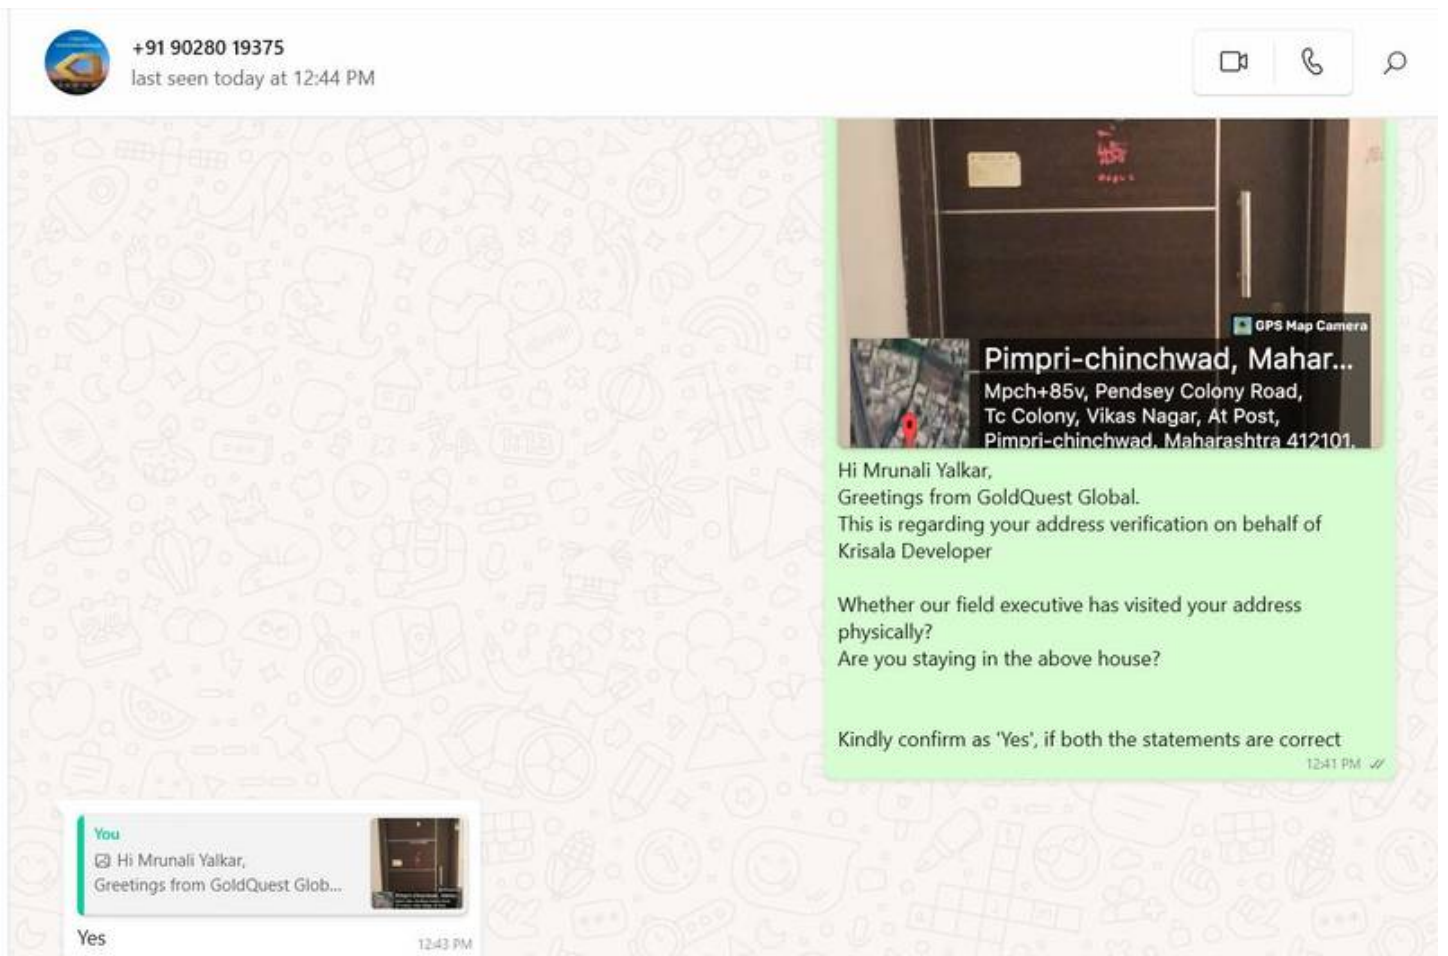 +91 90280 19375
last seen today at 12:44 PM
GPS Map Camera
Pimpri-chinchwad, Mahar...
Mpch+85v, Pendsey Colony Road,
Tc Colony, Vikas Nagar, At Post,
Pimpri-chinchwad, Maharashtra 412101,
Hi Mrunali Yalkar,
Greetings from GoldQuest Global.
This is regarding your address verification on behalf of
Krisala Developer
Whether our field executive has visited your address
physically?
Are you staying in the above house?
Kindly confirm as 'Yes', if both the statements are correct
12:41 PM
You
Hi Mrunali Yalkar,
Greetings from GoldQuest Glob...
Yes
12:43 PM